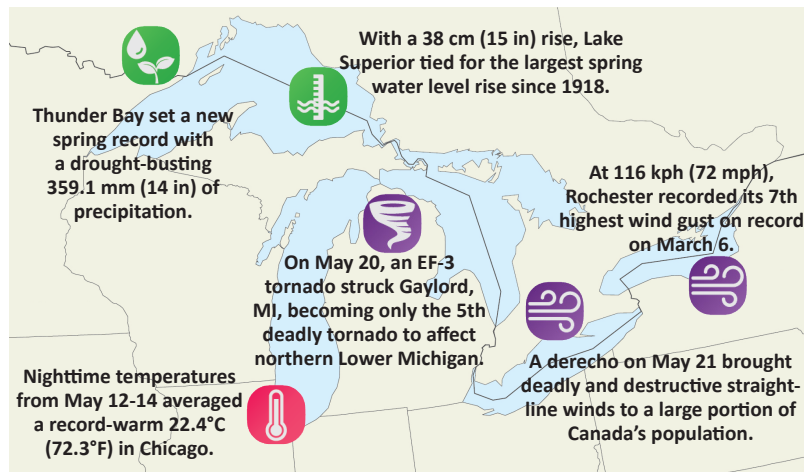 With a 38 cm (15 in) rise, Lake
Superior tied for the largest spring
water level rise since 1918.
Thunder Bay set a new
spring record with
a drought-busting
359.1 mm (14 in) of
precipitation.
At 116 kph (72 mph),
Rochester recorded its 7th
highest wind gust on record
on March 6.
On May 20, an EF-3
tornado struck Gaylord,
MI, becoming only the 5th
deadly tornado to affect
northern Lower Michigan.
A derecho on May 21 brought
deadly and destructive straight-
line winds to a large portion of
Canada's population.
Nighttime temperatures
from May 12-14 averaged
a record-warm 22.4°C
(72.3°F) in Chicago.